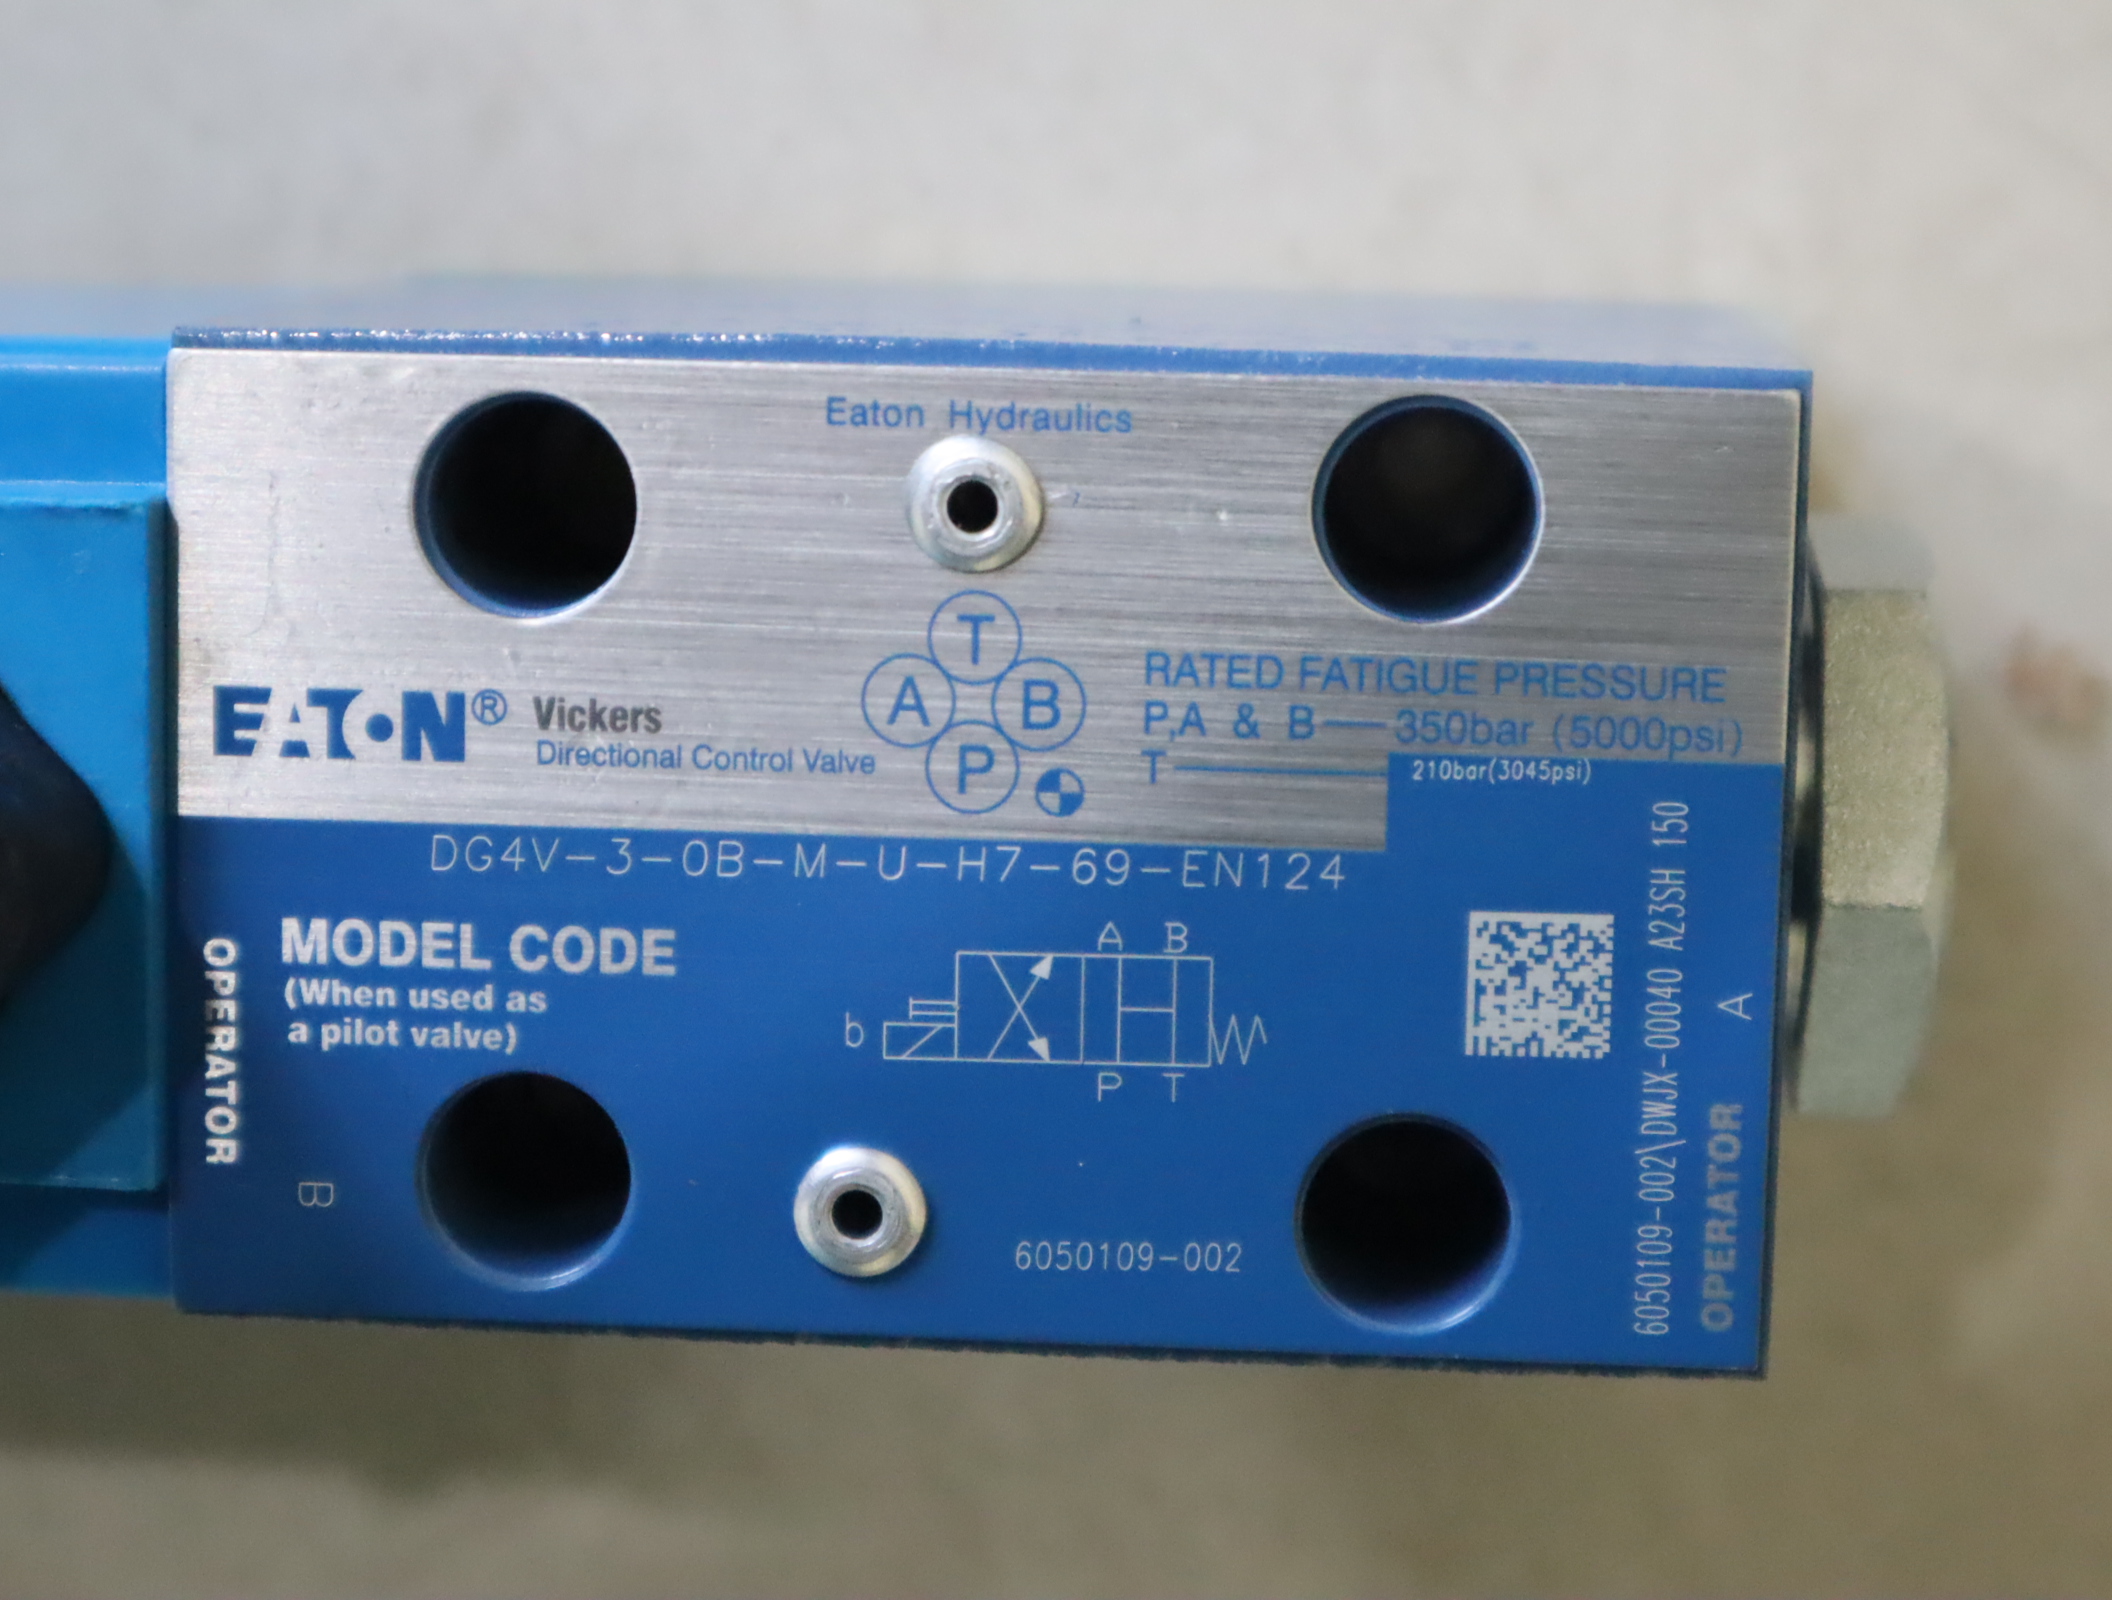 Eaton Hydraulics
T
A B
P
EATON® Vickers
Directional Control Valve
RATED FATIGUE PRESSURE
P,A & B—350bar (5000psi)
T—210bar(3045psi)
DG4V-3-0B-M-U-H7-69-EN124
MODEL CODE
(When used as
a pilot valve)
A B
b
P T
OPERATOR
B
6050109-002
6050109-002\DWJX-00040 A23SH 150
OPERATOR A